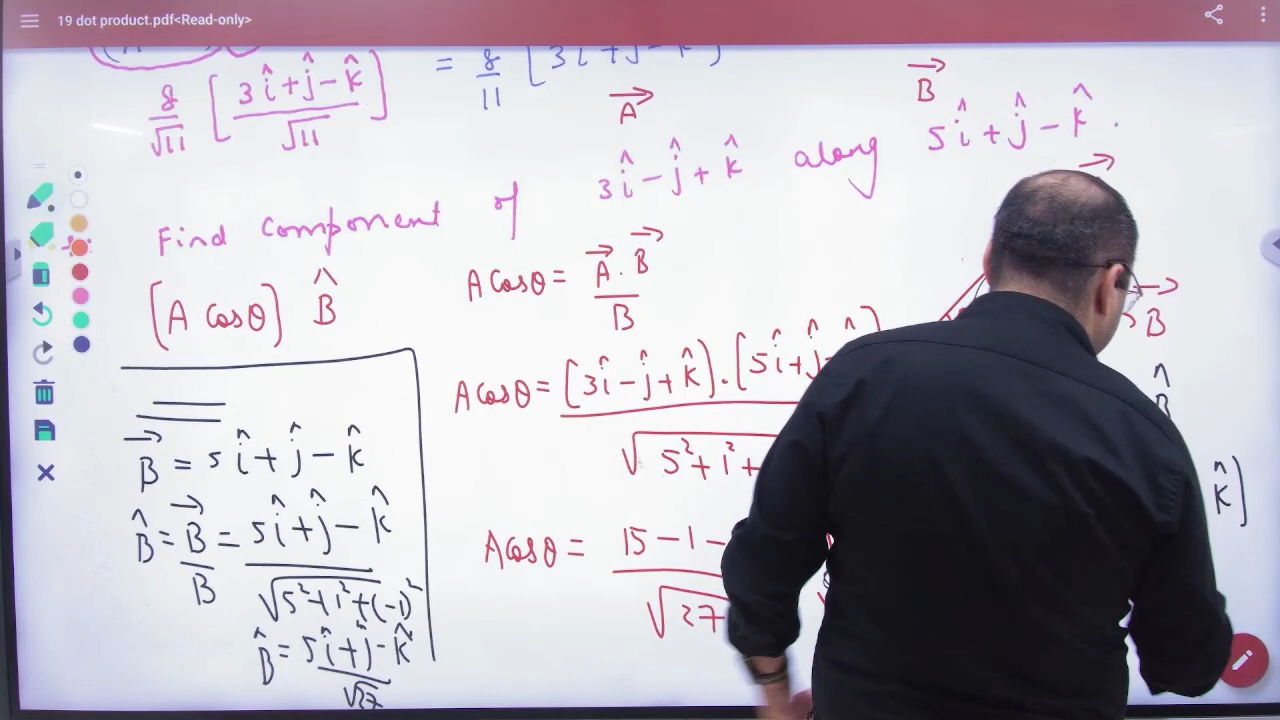 19 dot product.pdf<Read-only>
8/√11 [3î+ĵ-k̂/√11] = 8/11 [3î+ĵ-k̂]
Find component of A⃗ 3î-ĵ+k̂ along B⃗ 5î+ĵ-k̂.
[A cosθ] B̂
A cosθ = A⃗.B⃗/B
A cosθ = [3î-ĵ+k̂].[5î+ĵ-
√5²+1²+
A cosθ = 15-1-
√27
B⃗ = 5î+ĵ-k̂
B̂ = B⃗/B = 5î+ĵ-k̂/√5²+1²+(-1)²
B̂ = 5î+ĵ-k̂/√27
B⃗
B̂
k̂]